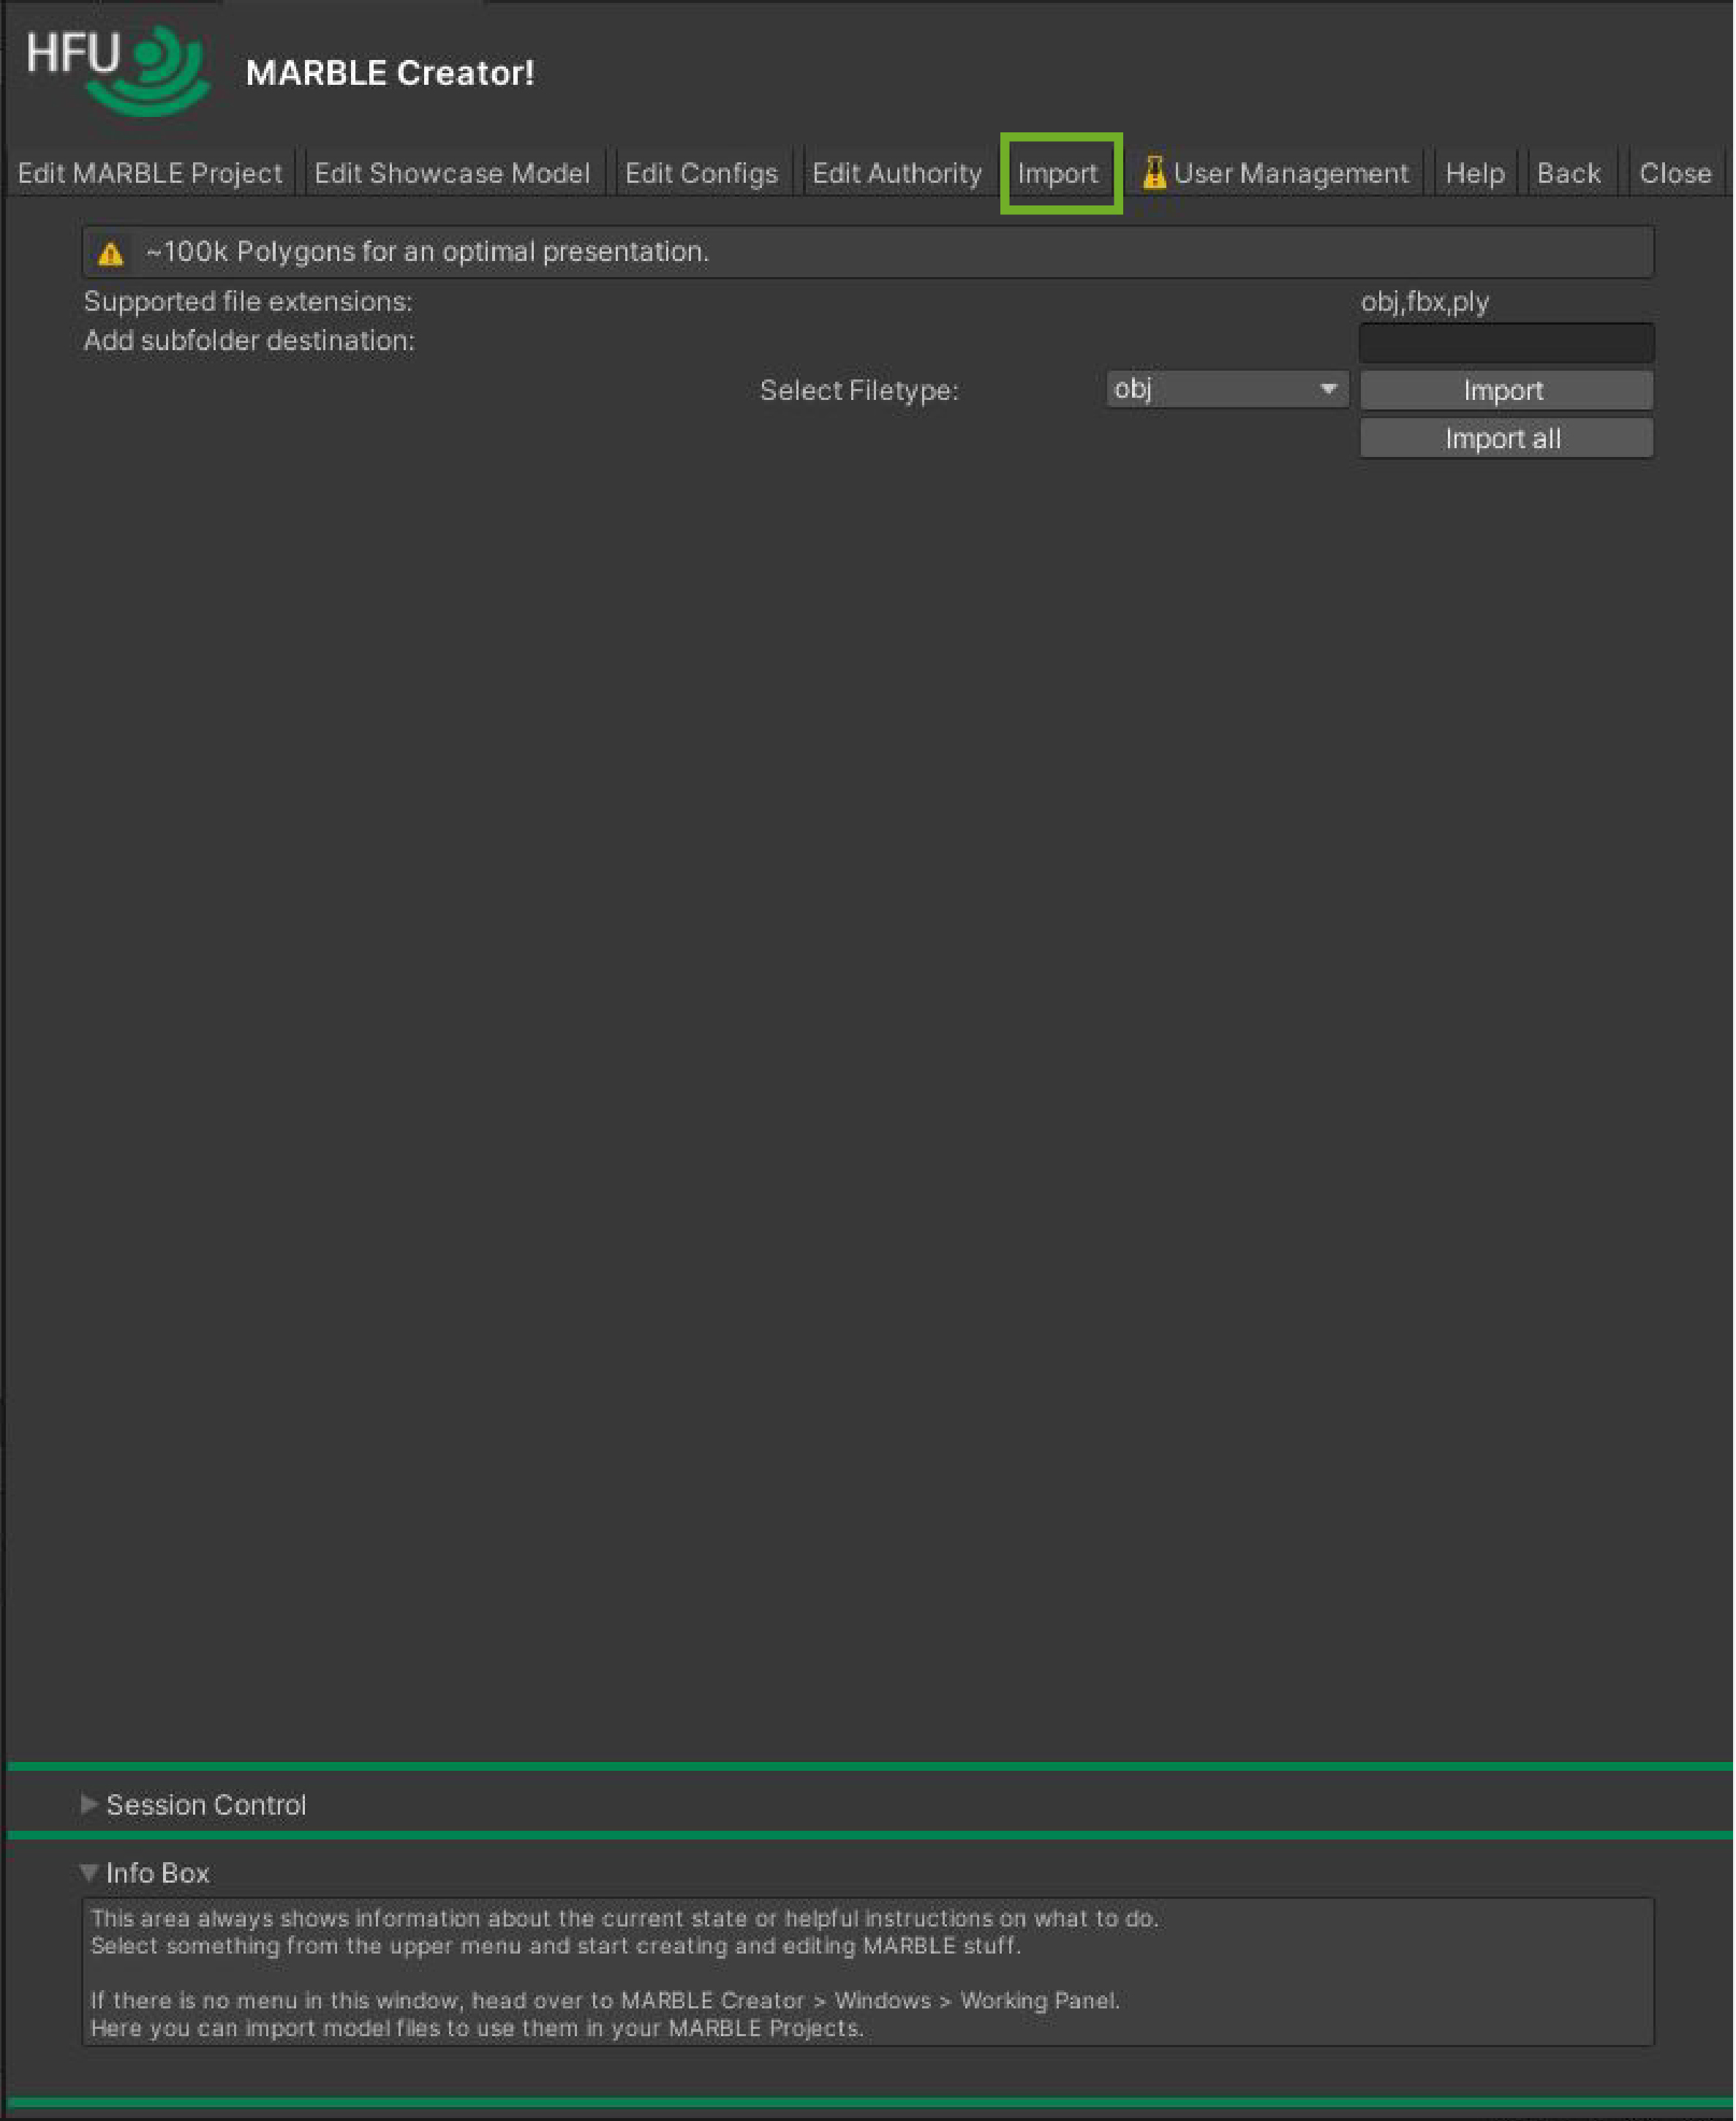 HFU
MARBLE Creator!
Edit MARBLE Project Edit Showcase Model Edit Configs Edit Authority Import User Management Help Back Close
~100k Polygons for an optimal presentation.
Supported file extensions: obj,fbx,ply
Add subfolder destination:
Select Filetype: obj Import
Import all
Session Control
Info Box
This area always shows information about the current state or helpful instructions on what to do.
Select something from the upper menu and start creating and editing MARBLE stuff.
If there is no menu in this window, head over to MARBLE Creator > Windows > Working Panel.
Here you can import model files to use them in your MARBLE Projects.